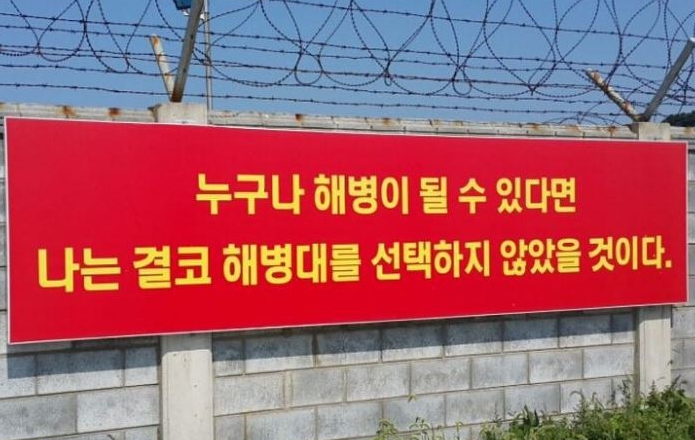 누구나 해병이 될 수 있다면
나는 결코 해병대를 선택하지 않았을 것이다.